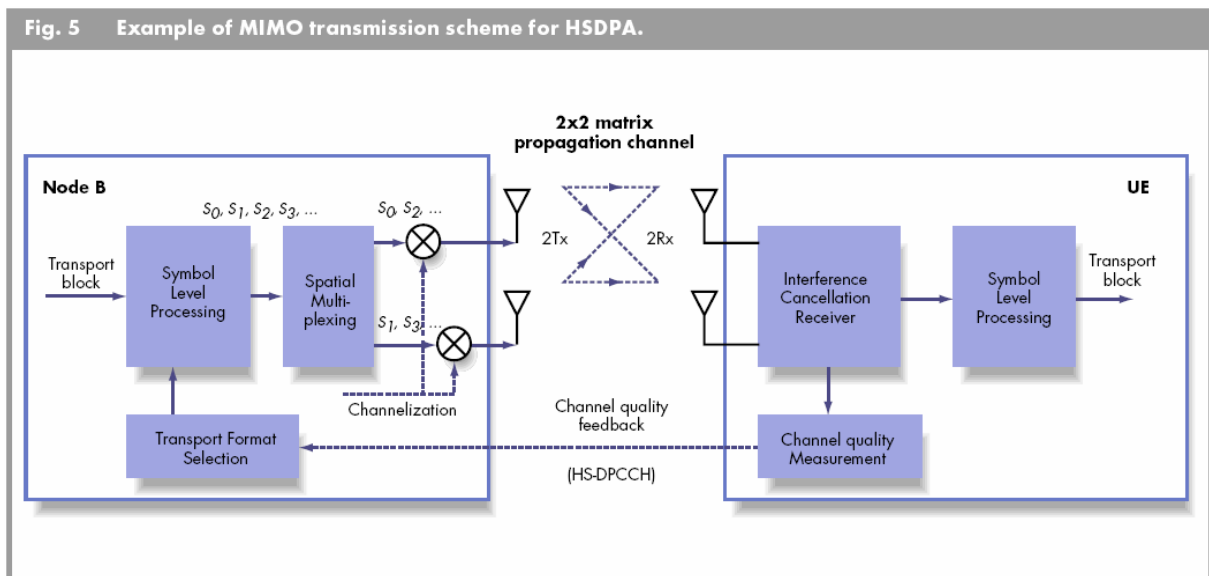 Fig. 5 Example of MIMO transmission scheme for HSDPA.
2x2 matrix
propagation channel
Node B
UE
S0, S1, S2, S3, ...
S0, S2, ...
2Tx
2Rx
Transport
block
Symbol
Level
Processing
Spatial
Multi-
plexing
S1, S3, ...
Interference
Cancellation
Receiver
Symbol
Level
Processing
Transport
block
Channelization
Channel quality
feedback
(HS-DPCCH)
Transport Format
Selection
Channel quality
Measurement